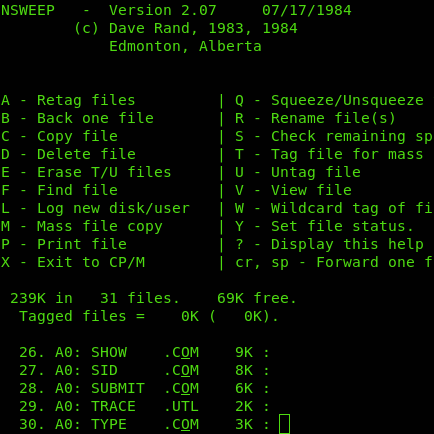 NSWEEP   -  Version 2.07     07/17/1984
(c) Dave Rand, 1983, 1984
Edmonton, Alberta
A - Retag files         | Q - Squeeze/Unsqueeze
B - Back one file       | R - Rename file(s)
C - Copy file           | S - Check remaining sp
D - Delete file         | T - Tag file for mass
E - Erase T/U files     | U - Untag file
F - Find file           | V - View file
L - Log new disk/user   | W - Wildcard tag of fi
M - Mass file copy      | Y - Set file status.
P - Print file          | ? - Display this help
X - Exit to CP/M        | cr, sp - Forward one f
239K in   31 files.    69K free.
Tagged files =    0K (   0K).
26. A0: SHOW    .COM    9K :
27. A0: SID     .COM    8K :
28. A0: SUBMIT  .COM    6K :
29. A0: TRACE   .UTL    2K :
30. A0: TYPE    .COM    3K :